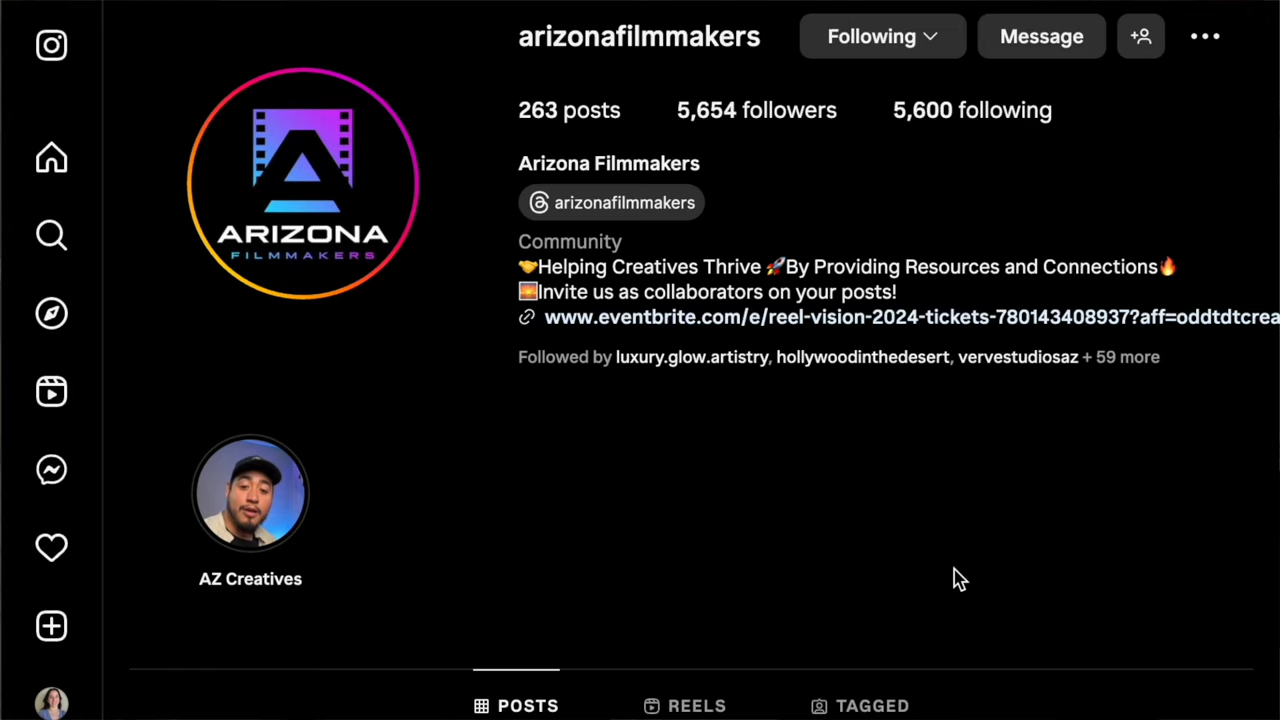 arizonafilmmakers
Following
Message
263 posts
5,654 followers
5,600 following
Arizona Filmmakers
arizonafilmmakers
Community
🤝Helping Creatives Thrive 🚀By Providing Resources and Connections🔥
🌅Invite us as collaborators on your posts!
www.eventbrite.com/e/reel-vision-2024-tickets-780143408937?aff=oddtdtcrea
Followed by luxury.glow.artistry, hollywoodinthedesert, vervestudiosaz + 59 more
ARIZONA
FILMMAKERS
AZ Creatives
POSTS
REELS
TAGGED